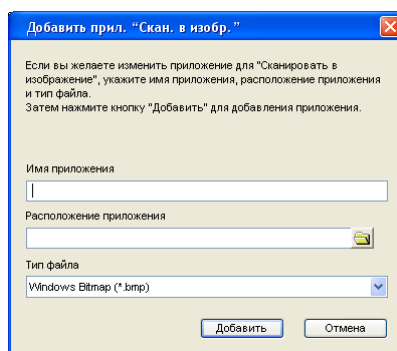 Добавить прил. "Скан. в изобр."
Если вы желаете изменить приложение для "Сканировать в
изображение", укажите имя приложения, расположение приложения
и тип файла.
Затем нажмите кнопку "Добавить" для добавления приложения.
Имя приложения
Расположение приложения
Тип файла
Windows Bitmap (*.bmp)
Добавить
Отмена